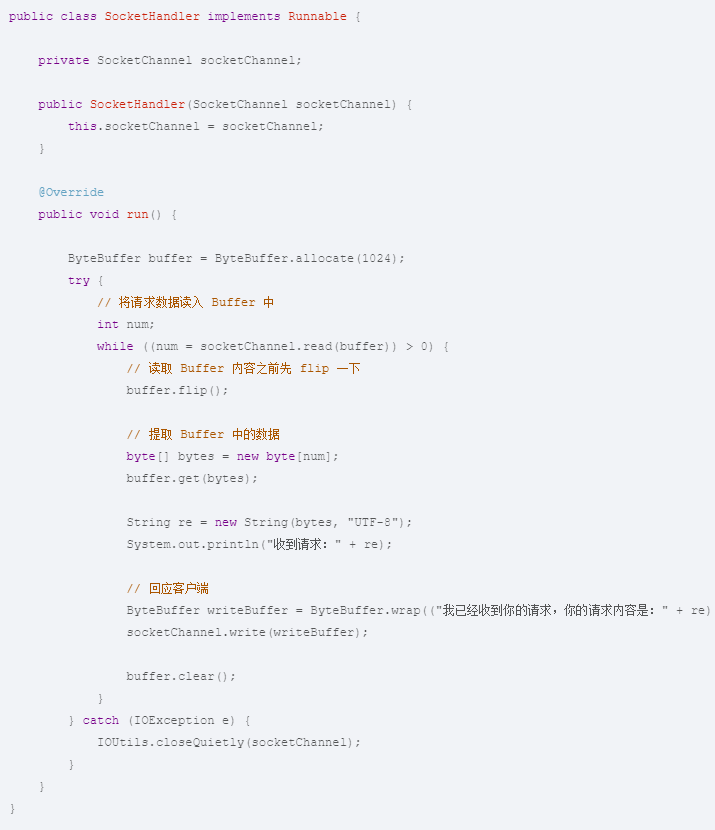 public class SocketHandler implements Runnable {
private SocketChannel socketChannel;
public SocketHandler(SocketChannel socketChannel) {
this.socketChannel = socketChannel;
}
@Override
public void run() {
ByteBuffer buffer = ByteBuffer.allocate(1024);
try {
// 将请求数据读入 Buffer 中
int num;
while ((num = socketChannel.read(buffer)) > 0) {
// 读取 Buffer 内容之前先 flip 一下
buffer.flip();
// 提取 Buffer 中的数据
byte[] bytes = new byte[num];
buffer.get(bytes);
String re = new String(bytes, "UTF-8");
System.out.println("收到请求：" + re);
// 回应客户端
ByteBuffer writeBuffer = ByteBuffer.wrap(("我已经收到你的请求，你的请求内容是：" + re)
socketChannel.write(writeBuffer);
buffer.clear();
}
} catch (IOException e) {
IOUtils.closeQuietly(socketChannel);
}
}
}